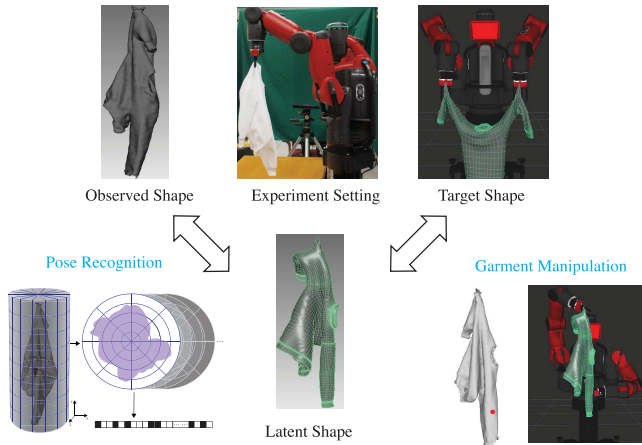 Observed Shape
Experiment Setting
Target Shape
Pose Recognition
Garment Manipulation
Latent Shape